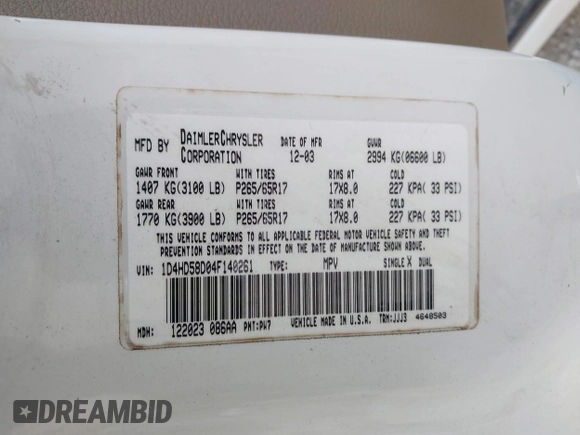 MFD BY DAIMLERCHRYSLER CORPORATION DATE OF MFR 12-03 GVWR 2994 KG(06600 LB)
GAWR FRONT WITH TIRES RIMS AT COLD
1407 KG(3100 LB) P265/65R17 17X8.0 227 KPA( 33 PSI)
GAWR REAR WITH TIRES RIMS AT COLD
1770 KG(3900 LB) P265/65R17 17X8.0 227 KPA( 33 PSI)
THIS VEHICLE CONFORMS TO ALL APPLICABLE FEDERAL MOTOR VEHICLE SAFETY AND THEFT
PREVENTION STANDARDS IN EFFECT ON THE DATE OF MANUFACTURE SHOWN ABOVE.
VIN: 1D4HD58D04F140261 TYPE: MPV SINGLE X DUAL
MDH: 122023 086AA PNT:PW7 VEHICLE MADE IN U.S.A. TRM:JJJ3 4648503
DREAMBID